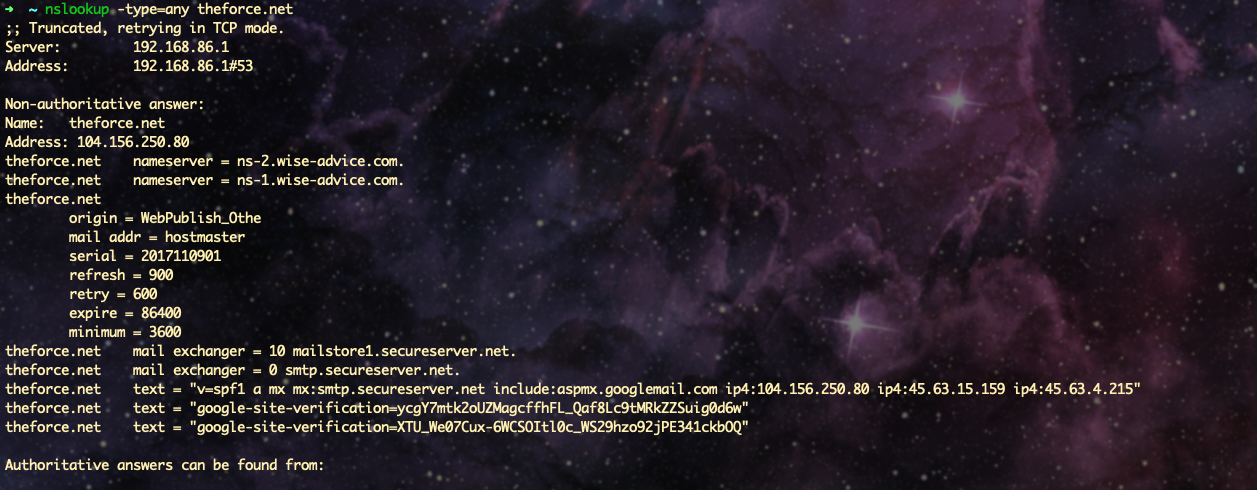 ➜  ~ nslookup -type=any theforce.net
;; Truncated, retrying in TCP mode.
Server:         192.168.86.1
Address:        192.168.86.1#53

Non-authoritative answer:
Name:   theforce.net
Address: 104.156.250.80
theforce.net    nameserver = ns-2.wise-advice.com.
theforce.net    nameserver = ns-1.wise-advice.com.
theforce.net
        origin = WebPublish_Othe
        mail addr = hostmaster
        serial = 2017110901
        refresh = 900
        retry = 600
        expire = 86400
        minimum = 3600
theforce.net    mail exchanger = 10 mailstore1.secureserver.net.
theforce.net    mail exchanger = 0 smtp.secureserver.net.
theforce.net    text = "v=spf1 a mx mx:smtp.secureserver.net include:aspmx.googlemail.com ip4:104.156.250.80 ip4:45.63.15.159 ip4:45.63.4.215"
theforce.net    text = "google-site-verification=ycgY7mtk2oUZMagcffhFL_Qaf8Lc9tMRkZZSuig0d6w"
theforce.net    text = "google-site-verification=XTU_We07Cux-6WCSOItl0c_WS29hzo92jPE341ckbOQ"

Authoritative answers can be found from: